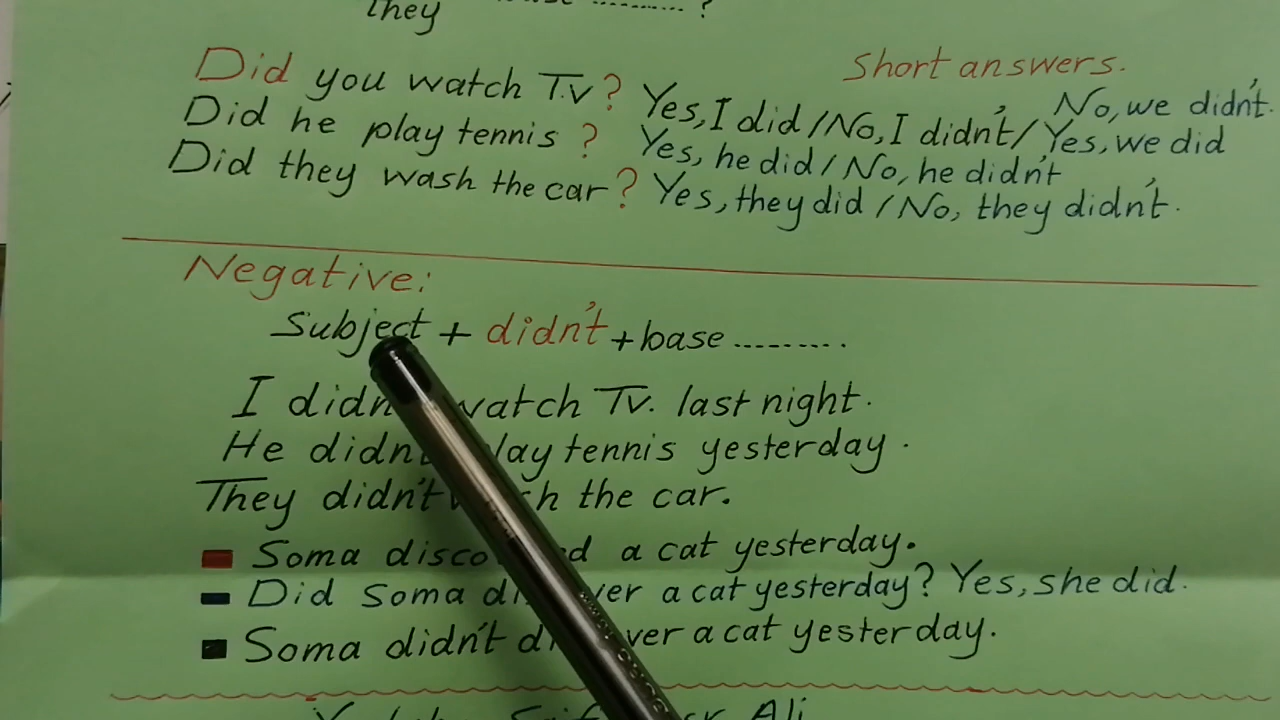 They ......... ?
Short answers.
Did you watch T.v? Yes, I did / No, I didn't / Yes, we did No, we didn't.
Did he play tennis? Yes, he did / No, he didn't
Did they wash the car? Yes, they did / No, they didn't.
Negative:
Subject + didn't + base .........
I didn watch Tv. last night.
He didn lay tennis yesterday.
They didn't h the car.
Soma disco d a cat yesterday.
Did Soma di ver a cat yesterday? Yes, she did.
Soma didn't di ver a cat yesterday.
Ali